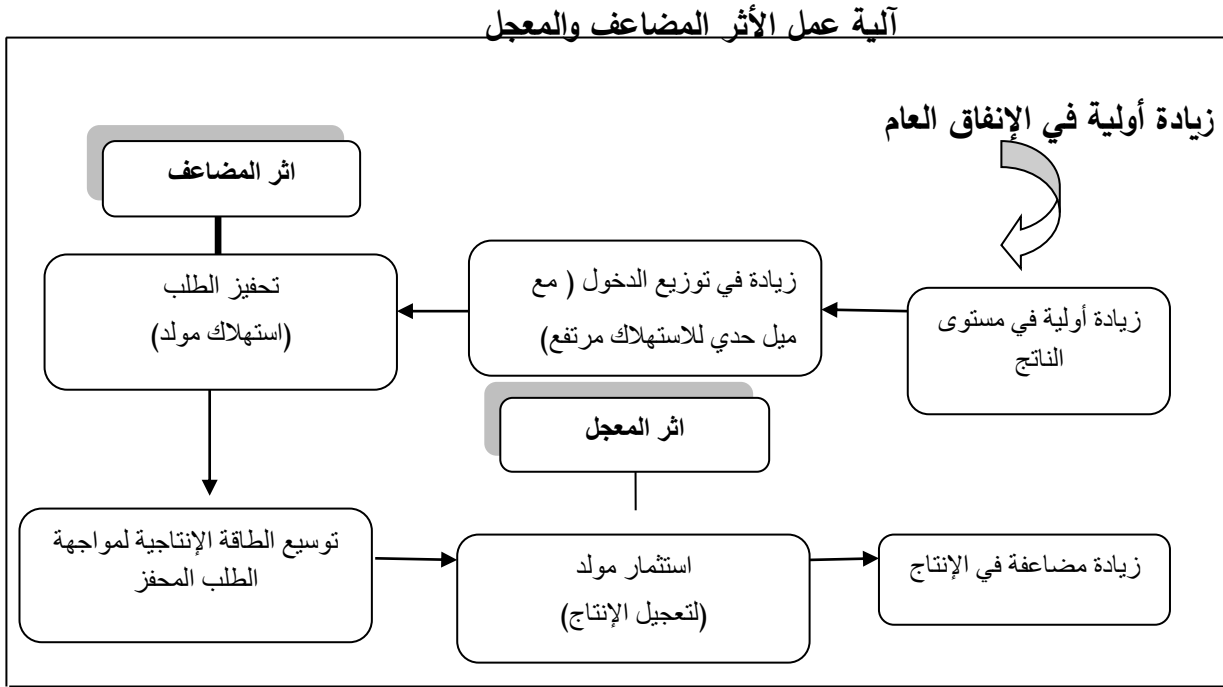 آلية عمل الأثر المضاعف والمعجل
زيادة أولية في الإنفاق العام
اثر المضاعف
زيادة أولية في مستوى
الناتج
زيادة في توزيع الدخول ( مع
ميل حدي للاستهلاك مرتفع)
تحفيز الطلب
(استهلاك مولد)
اثر المعجل
توسيع الطاقة الإنتاجية لمواجهة
الطلب المحفز
استثمار مولد
(لتعجيل الإنتاج)
زيادة مضاعفة في الإنتاج